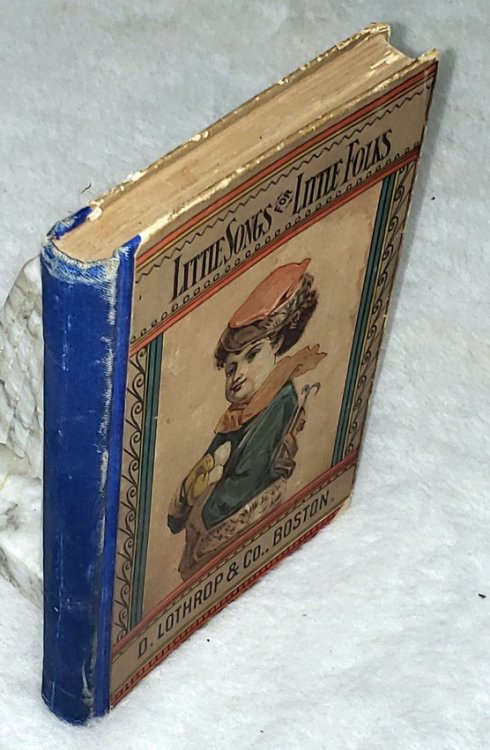 LITTLE SONGS FOR LITTLE FOLKS
D. LOTHROP & CO., BOSTON.